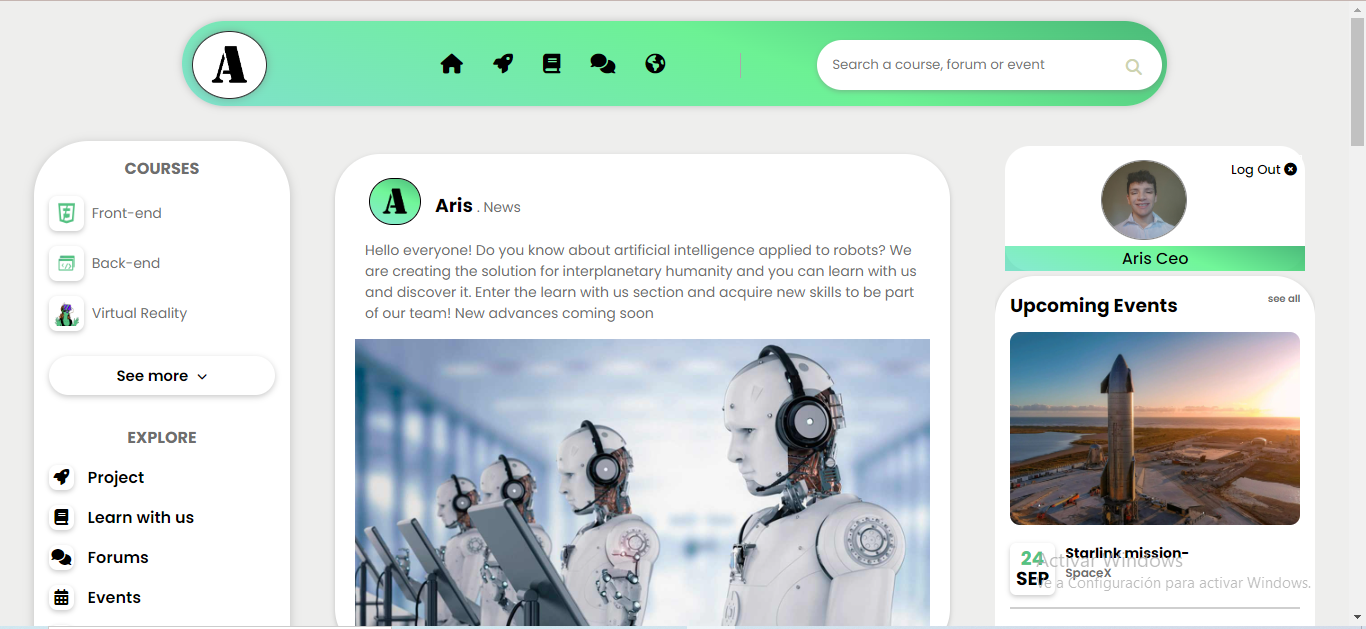 A
Search a course, forum or event
COURSES
Front-end
Back-end
Virtual Reality
See more
EXPLORE
Project
Learn with us
Forums
Events
A
Aris . News
Hello everyone! Do you know about artificial intelligence applied to robots? We
are creating the solution for interplanetary humanity and you can learn with us
and discover it. Enter the learn with us section and acquire new skills to be part
of our team! New advances coming soon
Log Out
Aris Ceo
Upcoming Events
see all
24
SEP
Starlink mission-
SpaceX
Activar Windows
Ve a Configuración para activar Windows.